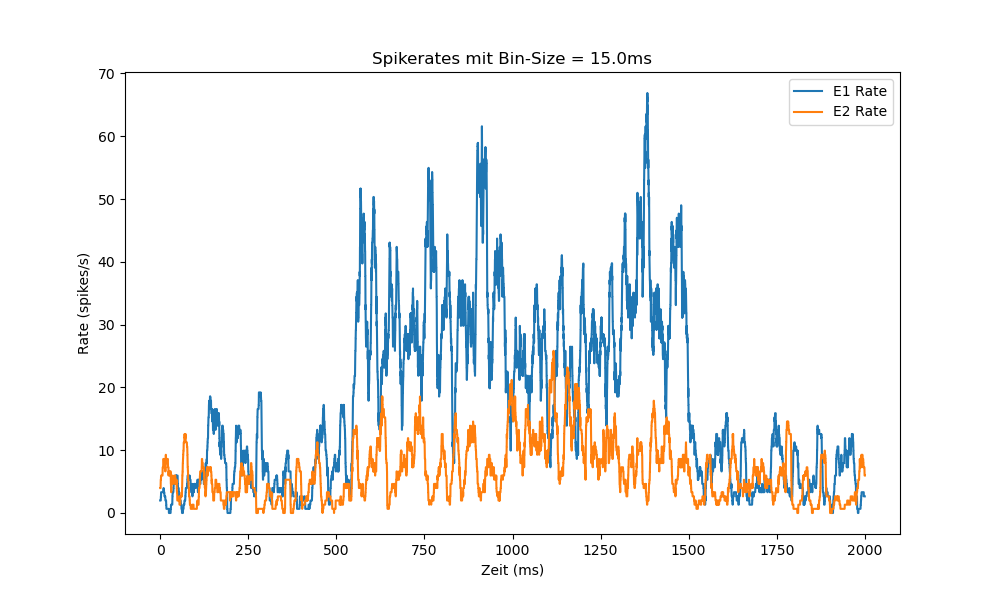 Spikerates mit Bin-Size = 15.0ms
E1 Rate
E2 Rate
Rate (spikes/s)
70
60
50
40
30
20
10
0
0 250 500 750 1000 1250 1500 1750 2000
Zeit (ms)